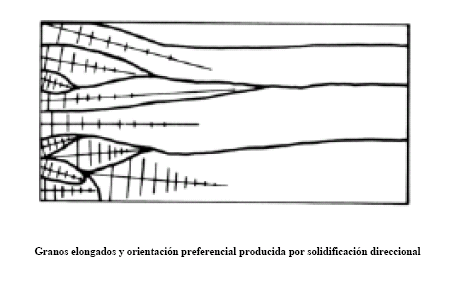 Granos elongados y orientación preferencial producida por solidificación direccional